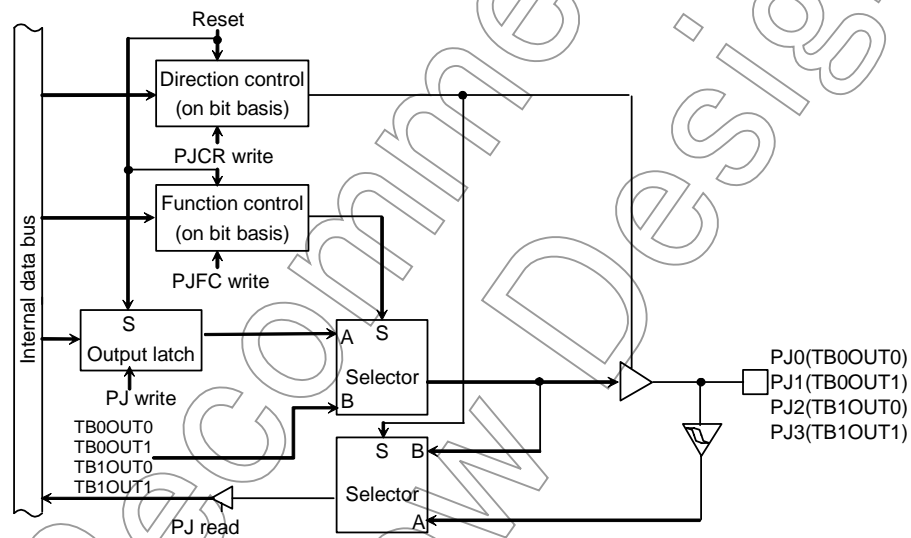 Reset
Direction control
(on bit basis)
PJCR write
Function control
(on bit basis)
PJFC write
Internal data bus
S
Output latch
PJ write
A
S
Selector
B
TB0OUT0
TB0OUT1
TB1OUT0
TB1OUT1
S
B
Selector
A
PJ read
PJ0(TB0OUT0)
PJ1(TB0OUT1)
PJ2(TB1OUT0)
PJ3(TB1OUT1)
ecomme
w Desig